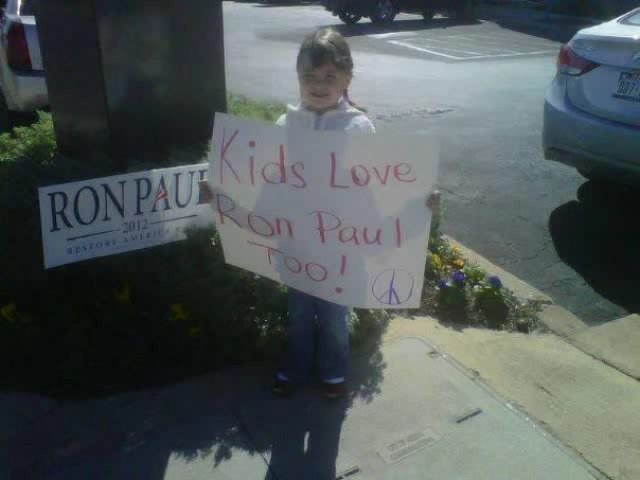 Kids Love
Ron Paul
Too!
RON PAUL
2012
RESTORE AMERICA